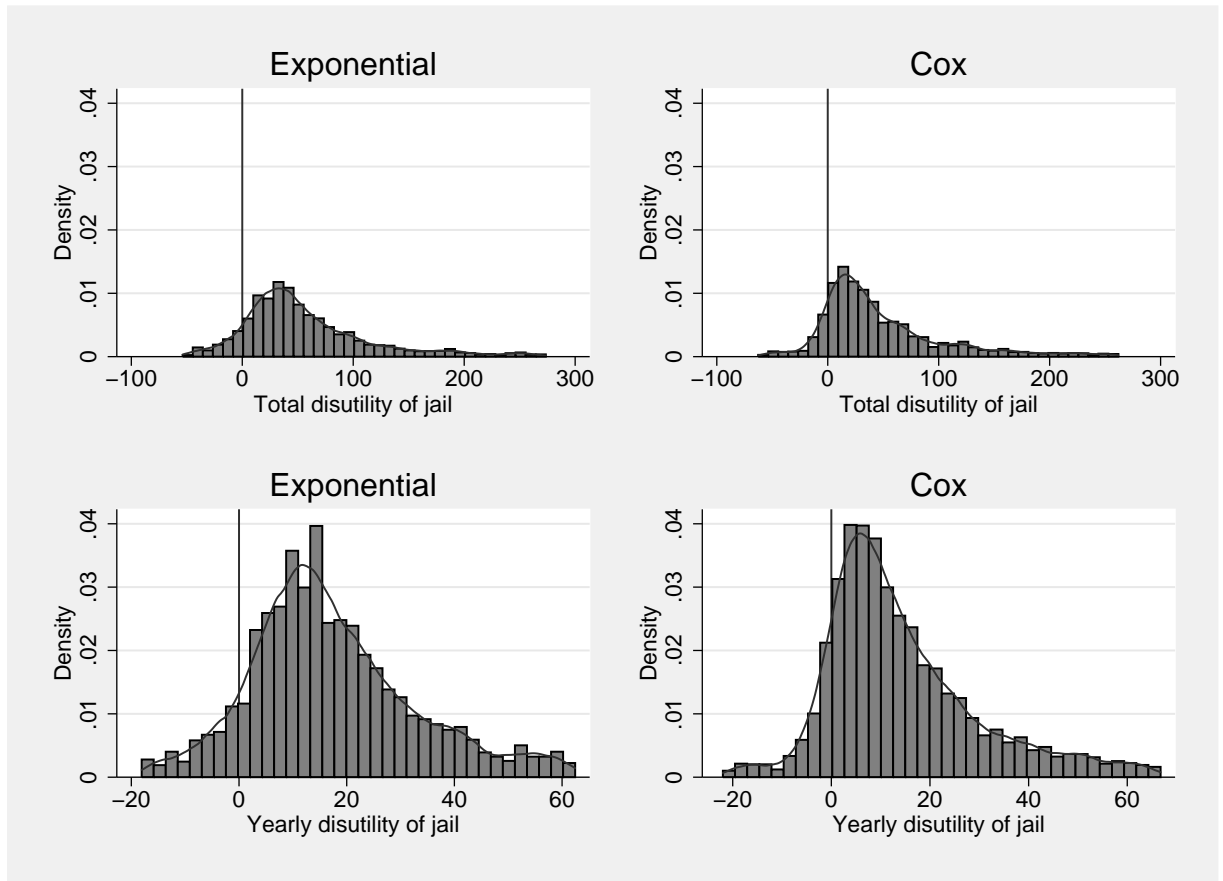 Exponential
Density
.04
.03
.02
.01
0
−100 0 100 200 300
Total disutility of jail
Cox
Density
.04
.03
.02
.01
0
−100 0 100 200 300
Total disutility of jail
Exponential
Density
.04
.03
.02
.01
0
−20 0 20 40 60
Yearly disutility of jail
Cox
Density
.04
.03
.02
.01
0
−20 0 20 40 60
Yearly disutility of jail